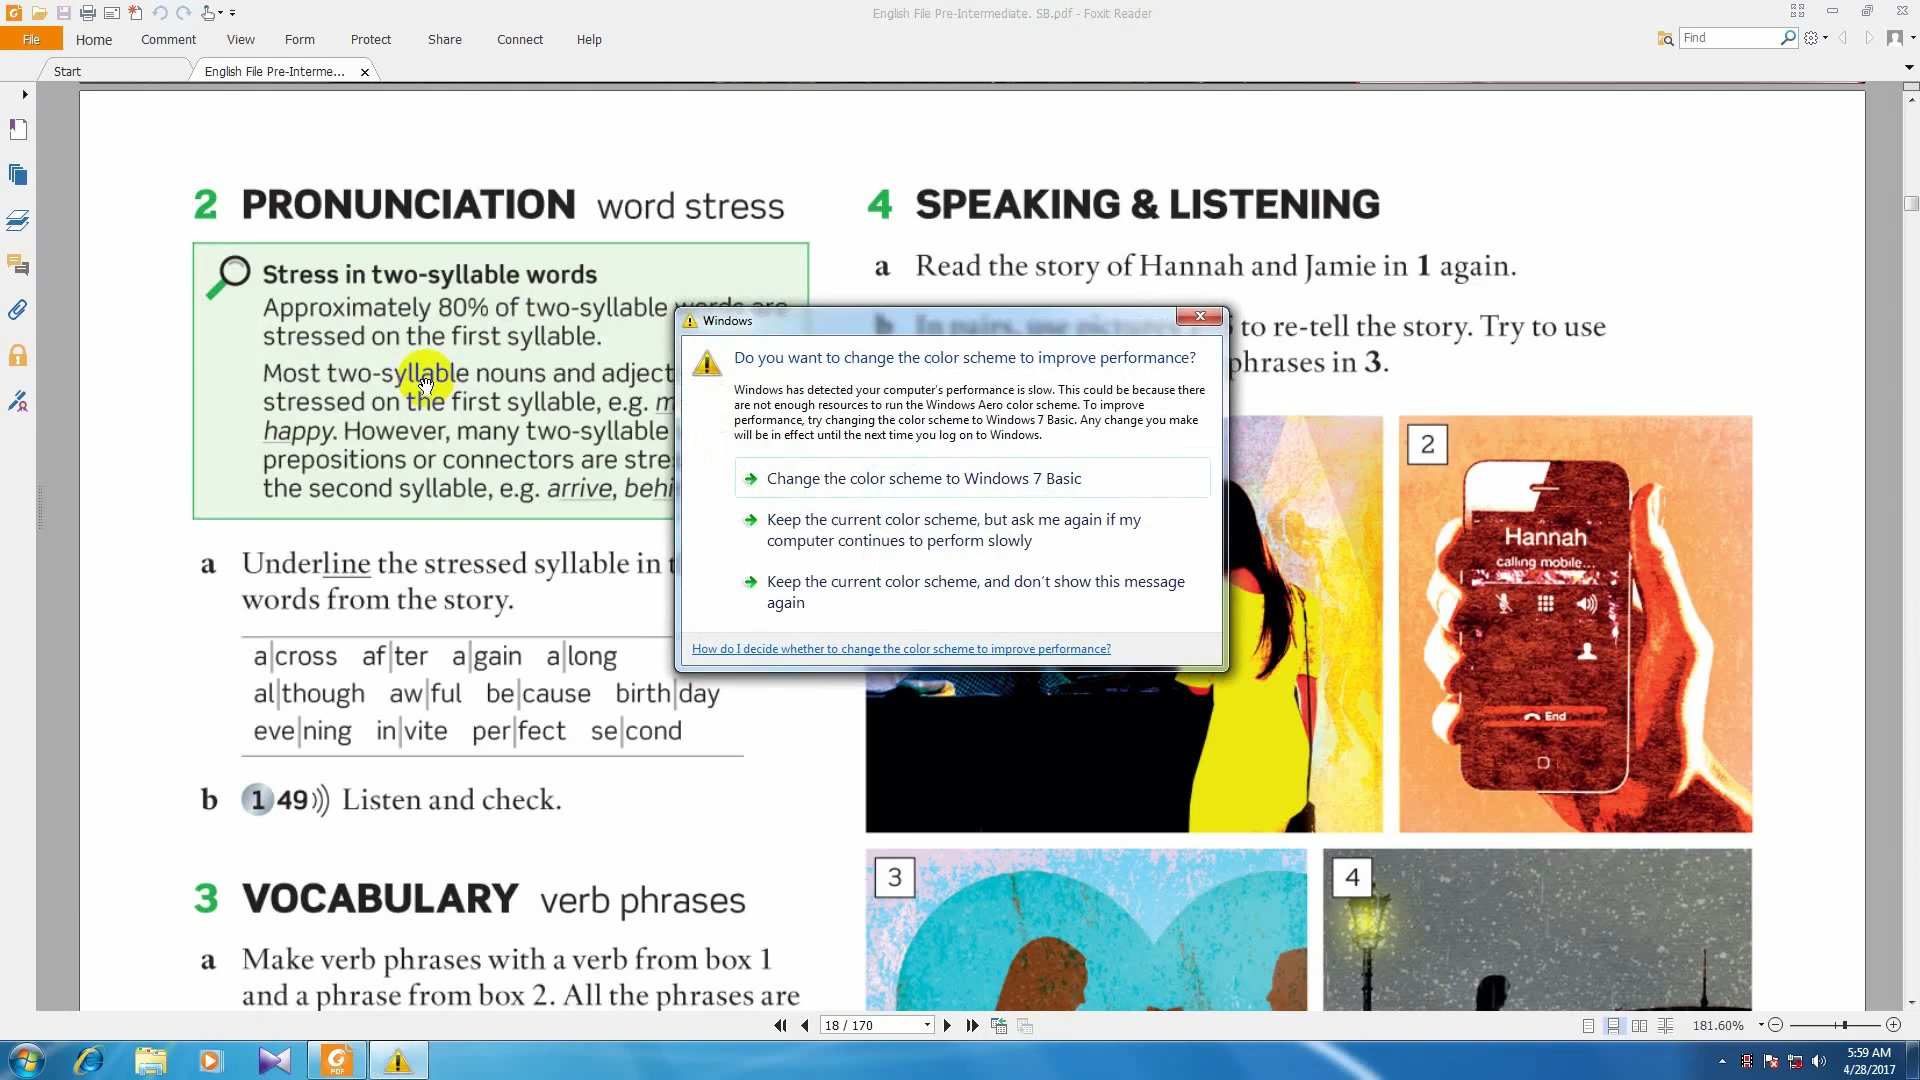 English File Pre-Intermediate. SB.pdf - Foxit Reader
File Home Comment View Form Protect Share Connect Help
Find
Start
English File Pre-Interme...
2 PRONUNCIATION word stress
Stress in two-syllable words
Approximately 80% of two-syllable words are
stressed on the first syllable.
Most two-syllable nouns and adject
stressed on the first syllable, e.g. m
happy. However, many two-syllable
prepositions or connectors are stre
the second syllable, e.g. arrive, behi
a Underline the stressed syllable in t
words from the story.
a|cross af|ter a|gain a|long
al|though aw|ful be|cause birth|day
eve|ning in|vite per|fect se|cond
b 1 49 Listen and check.
3 VOCABULARY verb phrases
a Make verb phrases with a verb from box 1
and a phrase from box 2. All the phrases are
4 SPEAKING & LISTENING
a Read the story of Hannah and Jamie in 1 again.
b In pairs, use pictures to re-tell the story. Try to use
phrases in 3.
Windows
Do you want to change the color scheme to improve performance?
Windows has detected your computer's performance is slow. This could be because there
are not enough resources to run the Windows Aero color scheme. To improve
performance, try changing the color scheme to Windows 7 Basic. Any change you make
will be in effect until the next time you log on to Windows.
Change the color scheme to Windows 7 Basic
Keep the current color scheme, but ask me again if my
computer continues to perform slowly
Keep the current color scheme, and don't show this message
again
How do I decide whether to change the color scheme to improve performance?
2
Hannah
calling mobile...
End
3
4
18 / 170
181.60%
PDF
5:59 AM
4/28/2017